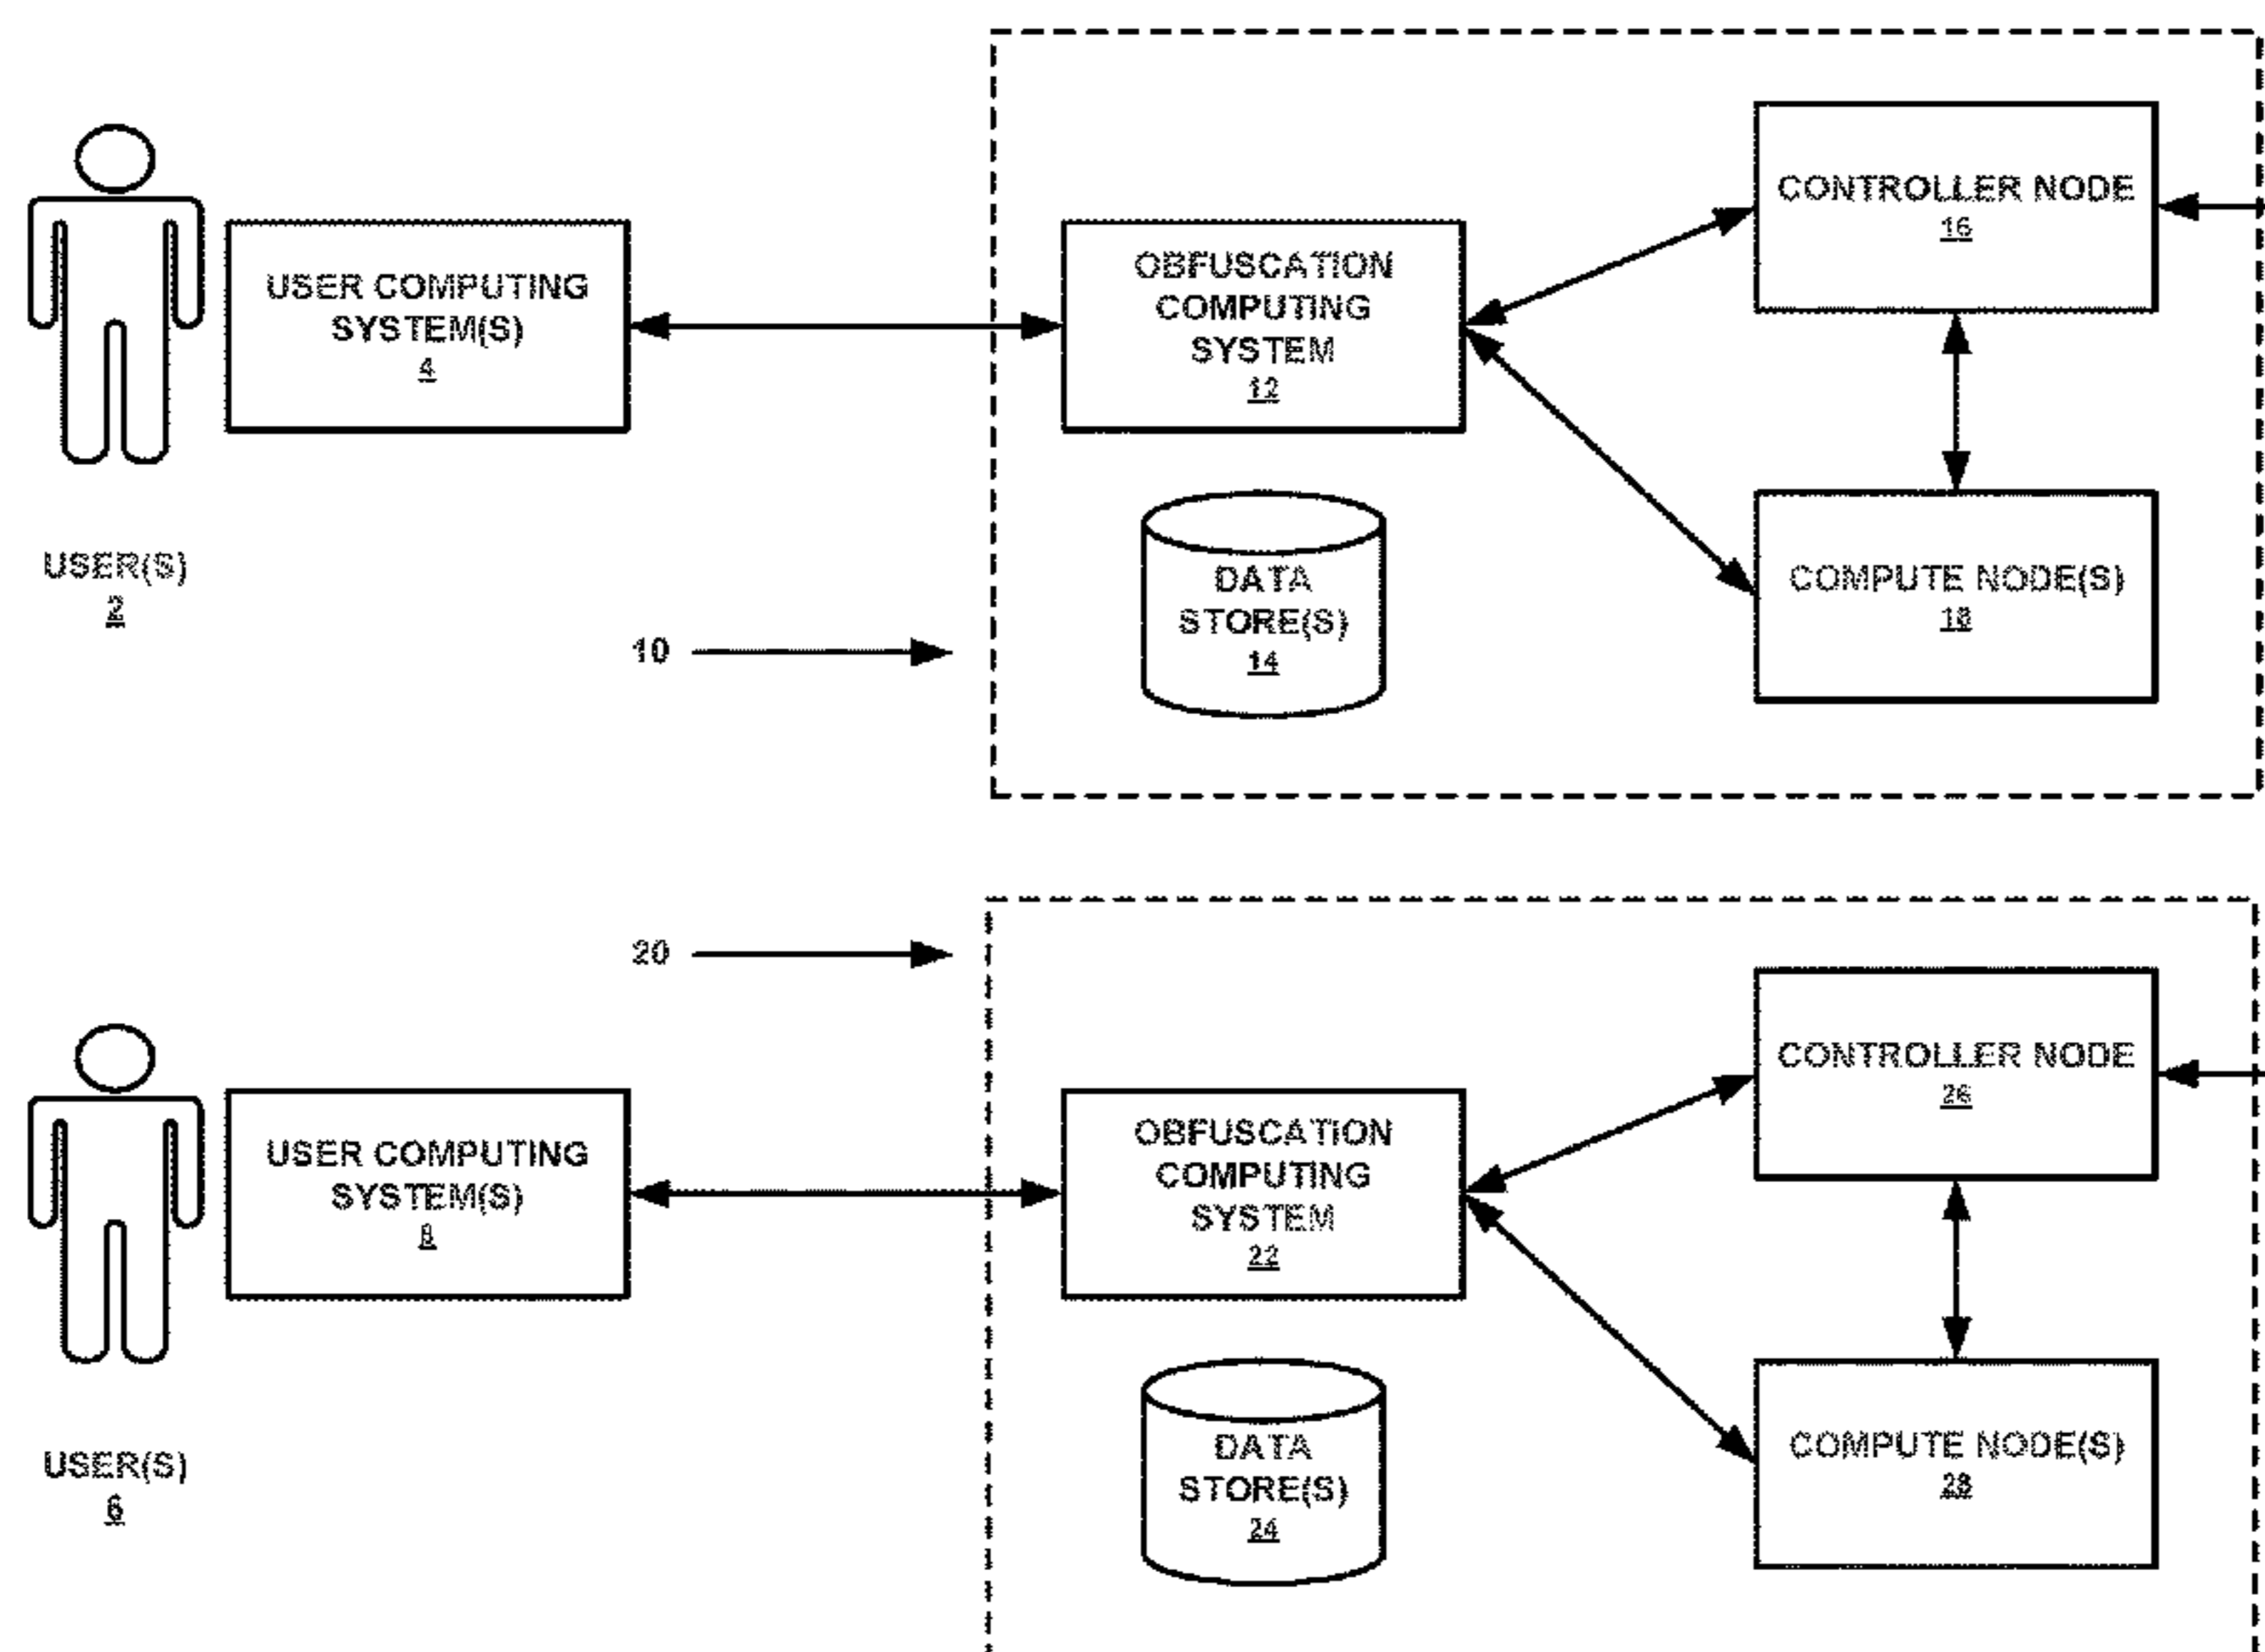 CONTROLLER NODE
16
USER COMPUTING
SYSTEM(S)
4
OBFUSCATION
COMPUTING
SYSTEM
12
USER(S)
2
DATA
STORE(S)
14
COMPUTE NODE(S)
18
10
20
CONTROLLER NODE
26
USER COMPUTING
SYSTEM(S)
8
OBFUSCATION
COMPUTING
SYSTEM
22
USER(S)
6
DATA
STORE(S)
24
COMPUTE NODE(S)
28